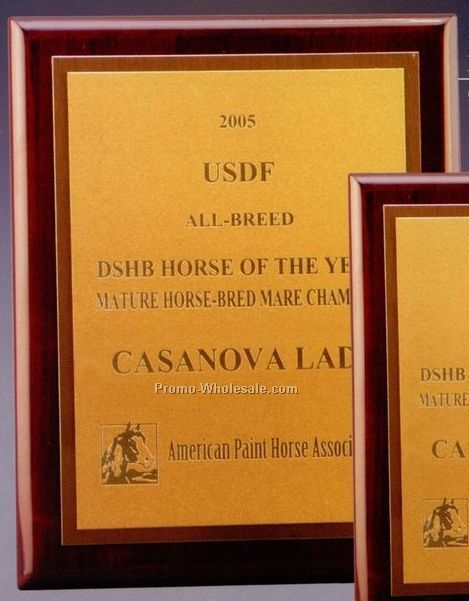 2005
USDF
ALL-BREED
DSHB HORSE OF THE YE
MATURE HORSE-BRED MARE CHAM
CASANOVA LAD
Promo-Wholesale.com
American Paint Horse Associ
DSHB
MATURE
CA